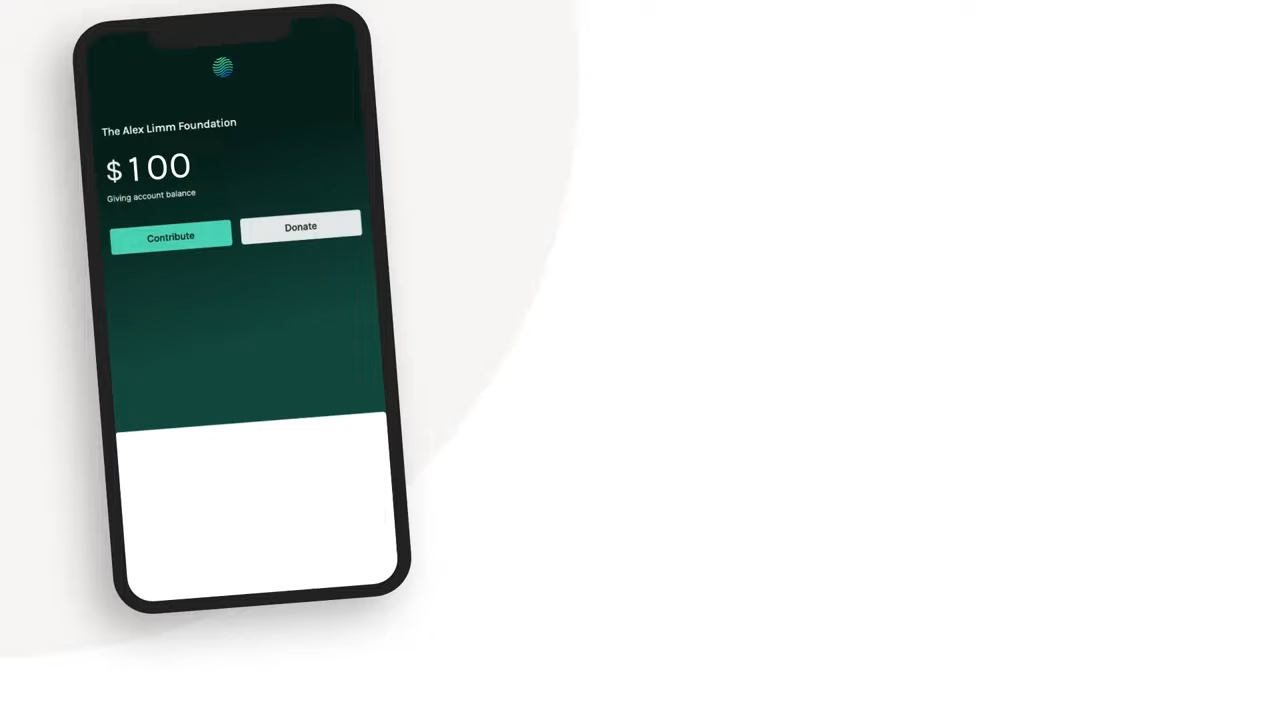 The Alex Limm Foundation
$100
Giving account balance
Contribute
Donate